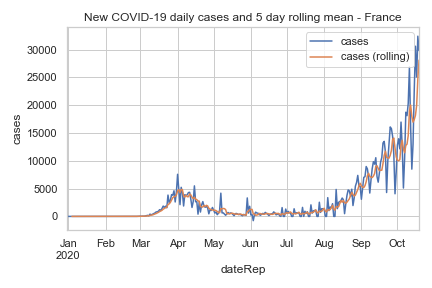 New COVID-19 daily cases and 5 day rolling mean - France
cases
cases (rolling)
30000
25000
20000
15000
10000
5000
0
cases
Jan Feb Mar Apr May Jun Jul Aug Sep Oct
2020
dateRep